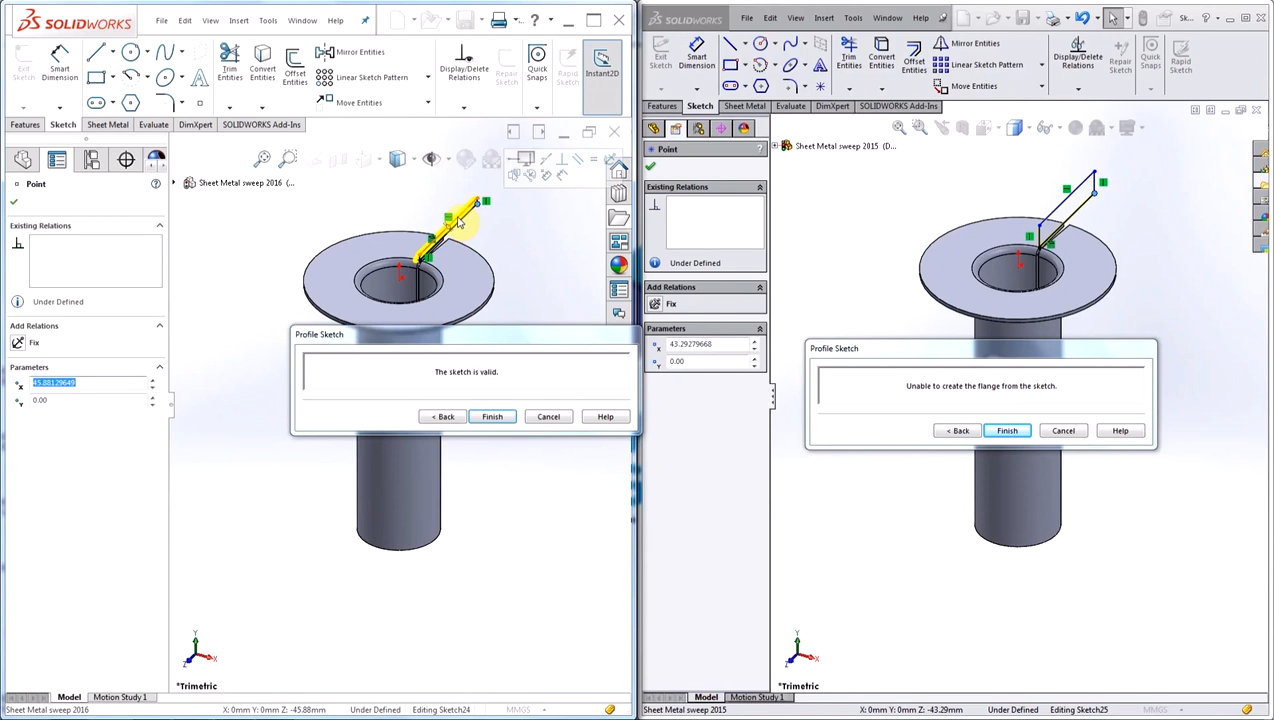 SOLIDWORKS
File
Edit
View
Insert
Tools
Window
Help
?
Exit Sketch
Smart Dimension
Trim Entities
Convert Entities
Offset Entities
Mirror Entities
Linear Sketch Pattern
Move Entities
Display/Delete Relations
Repair Sketch
Quick Snaps
Rapid Sketch
Instant2D
Features
Sketch
Sheet Metal
Evaluate
DimXpert
SOLIDWORKS Add-Ins
Point
Sheet Metal sweep 2016 (...
Existing Relations
Under Defined
Add Relations
Fix
Parameters
45.88129649
0.00
Profile Sketch
The sketch is valid.
< Back
Finish
Cancel
Help
Y
X
Z
*Trimetric
Model
Motion Study 1
Sheet Metal sweep 2016
X: 0mm Y: 0mm Z: -45.88mm
Under Defined
Editing Sketch24
MMGS
SOLIDWORKS
File
Edit
View
Insert
Tools
Window
Help
Sk...
?
Exit Sketch
Smart Dimension
Trim Entities
Convert Entities
Offset Entities
Mirror Entities
Linear Sketch Pattern
Move Entities
Display/Delete Relations
Repair Sketch
Rapid Sketch
Features
Sketch
Sheet Metal
Evaluate
DimXpert
SOLIDWORKS Add-Ins
Point
?
Sheet Metal sweep 2015 (D...
Existing Relations
Under Defined
Add Relations
Fix
Parameters
43.29279668
0.00
Profile Sketch
Unable to create the flange from the sketch.
< Back
Finish
Cancel
Help
Y
X
Z
*Trimetric
Model
Motion Study 1
Sheet Metal sweep 2015
X: 0mm Y: 0mm Z: -43.29mm
Under Defined
Editing Sketch25
MMGS